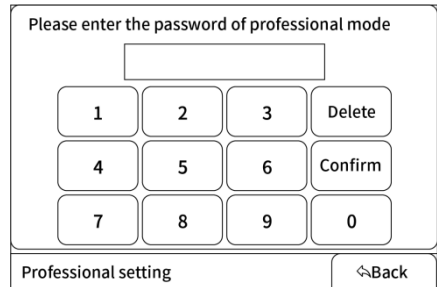 Please enter the password of professional mode
1 2 3 Delete
4 5 6 Confirm
7 8 9 0
Professional setting Back